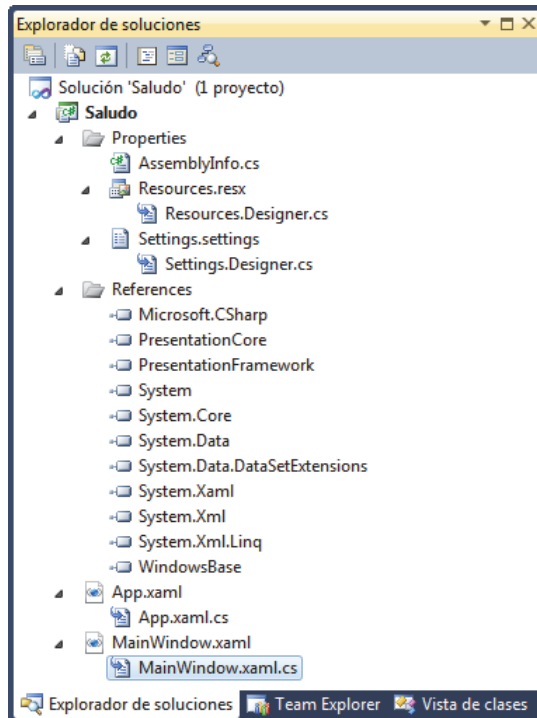 Explorador de soluciones
Solución 'Saludo' (1 proyecto)
C# Saludo
Properties
C# AssemblyInfo.cs
Resources.resx
Resources.Designer.cs
Settings.settings
Settings.Designer.cs
References
Microsoft.CSharp
PresentationCore
PresentationFramework
System
System.Core
System.Data
System.Data.DataSetExtensions
System.Xaml
System.Xml
System.Xml.Linq
WindowsBase
App.xaml
App.xaml.cs
MainWindow.xaml
MainWindow.xaml.cs
Explorador de soluciones Team Explorer Vista de clases